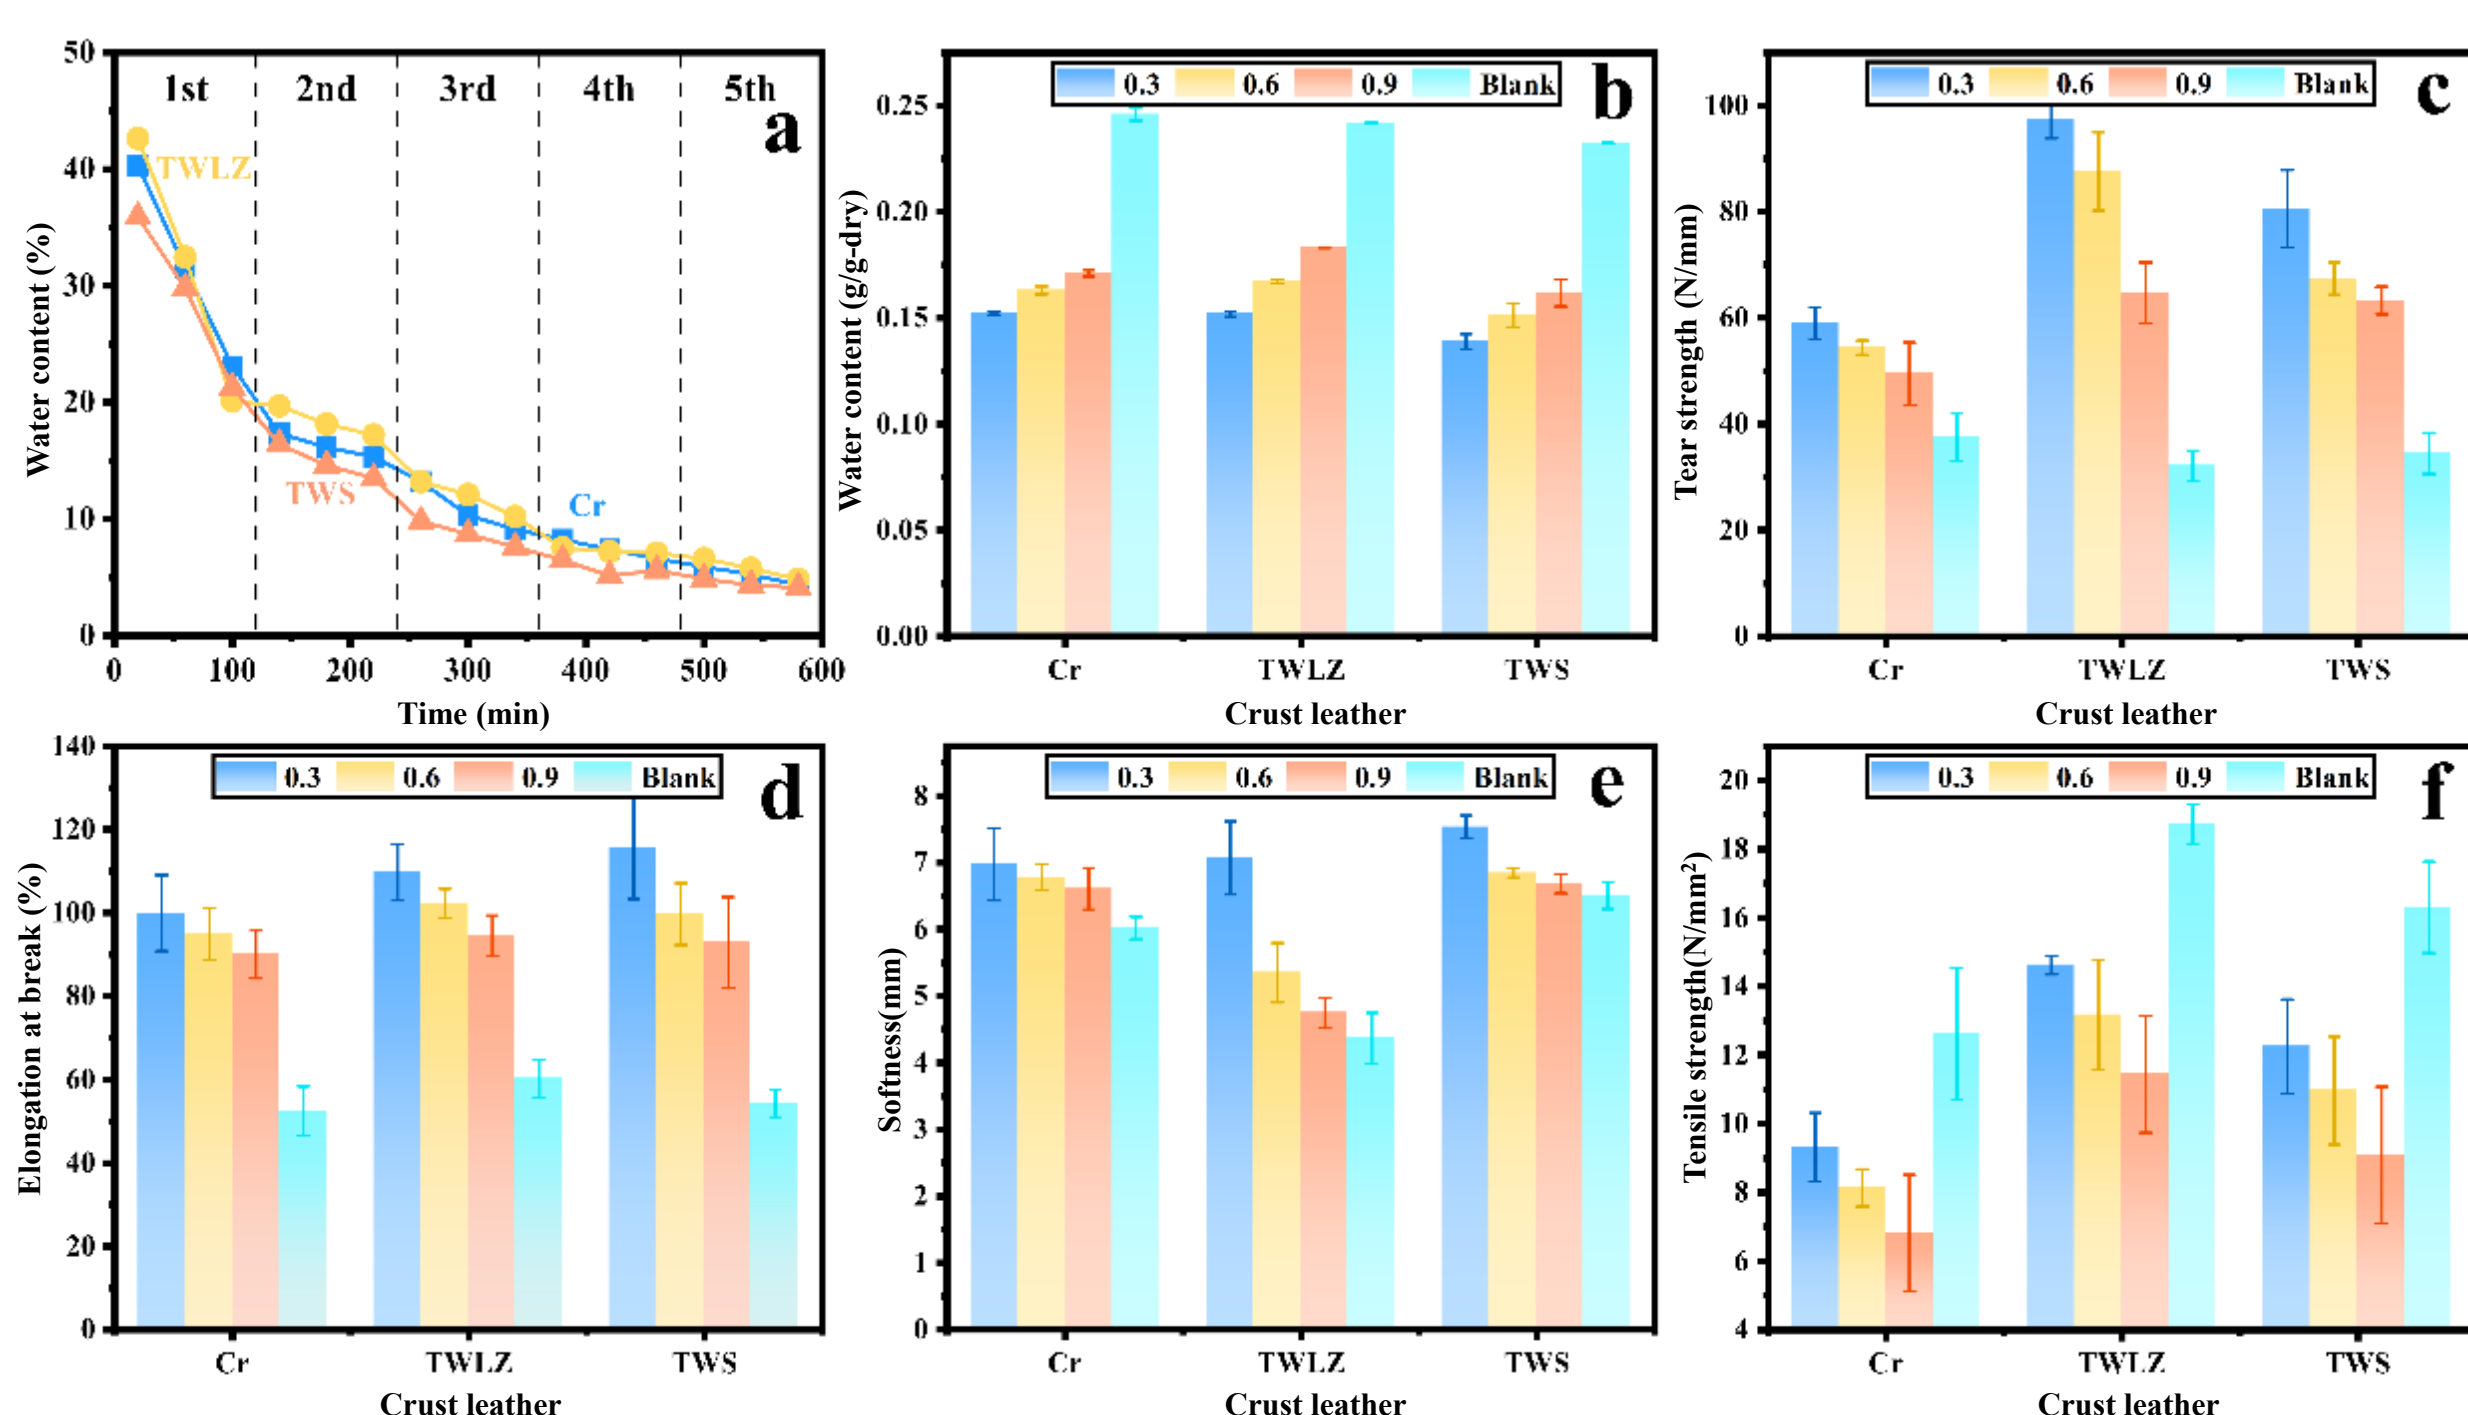 50
40
30
20
10
0
1st 2nd 3rd 4th 5th
a
TWLZ
TWS
Cr
Water content (%)
0 100 200 300 400 500 600
Time (min)
0.3 0.6 0.9 Blank
b
0.25
0.20
0.15
0.10
0.05
0.00
Water content (g/g-dry)
Cr TWLZ TWS
Crust leather
0.3 0.6 0.9 Blank
c
100
80
60
40
20
0
Tear strength (N/mm)
Cr TWLZ TWS
Crust leather
0.3 0.6 0.9 Blank
d
140
120
100
80
60
40
20
0
Elongation at break (%)
Cr TWLZ TWS
Crust leather
0.3 0.6 0.9 Blank
e
8
7
6
5
4
3
2
1
0
Softness(mm)
Cr TWLZ TWS
Crust leather
0.3 0.6 0.9 Blank
f
20
18
16
14
12
10
8
6
4
Tensile strength(N/mm²)
Cr TWLZ TWS
Crust leather